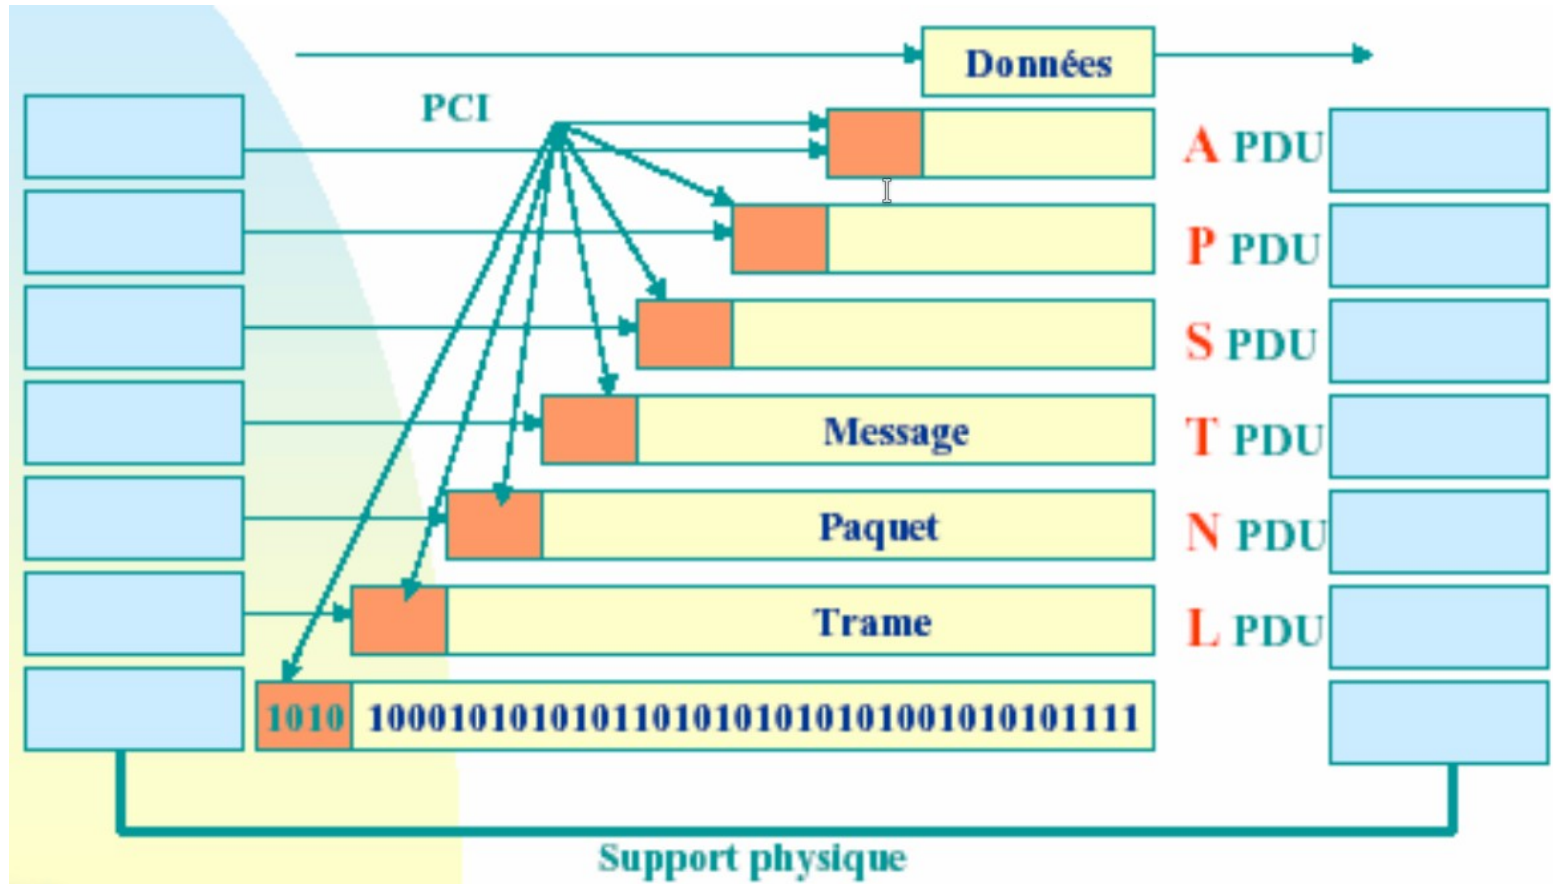 Données
PCI
A PDU
P PDU
S PDU
Message
T PDU
Paquet
N PDU
Trame
L PDU
1010 10001010101011010101010101001010101111
Support physique